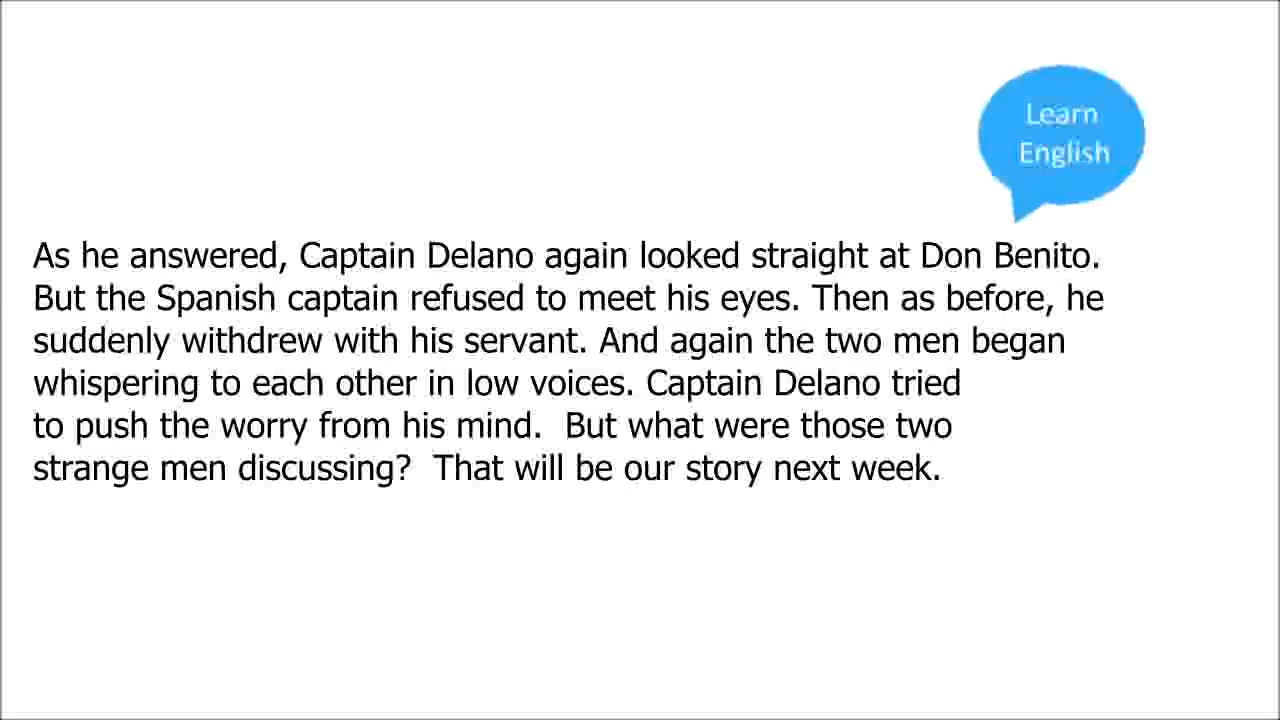 Learn
English
As he answered, Captain Delano again looked straight at Don Benito.
But the Spanish captain refused to meet his eyes. Then as before, he
suddenly withdrew with his servant. And again the two men began
whispering to each other in low voices. Captain Delano tried
to push the worry from his mind.  But what were those two
strange men discussing?  That will be our story next week.